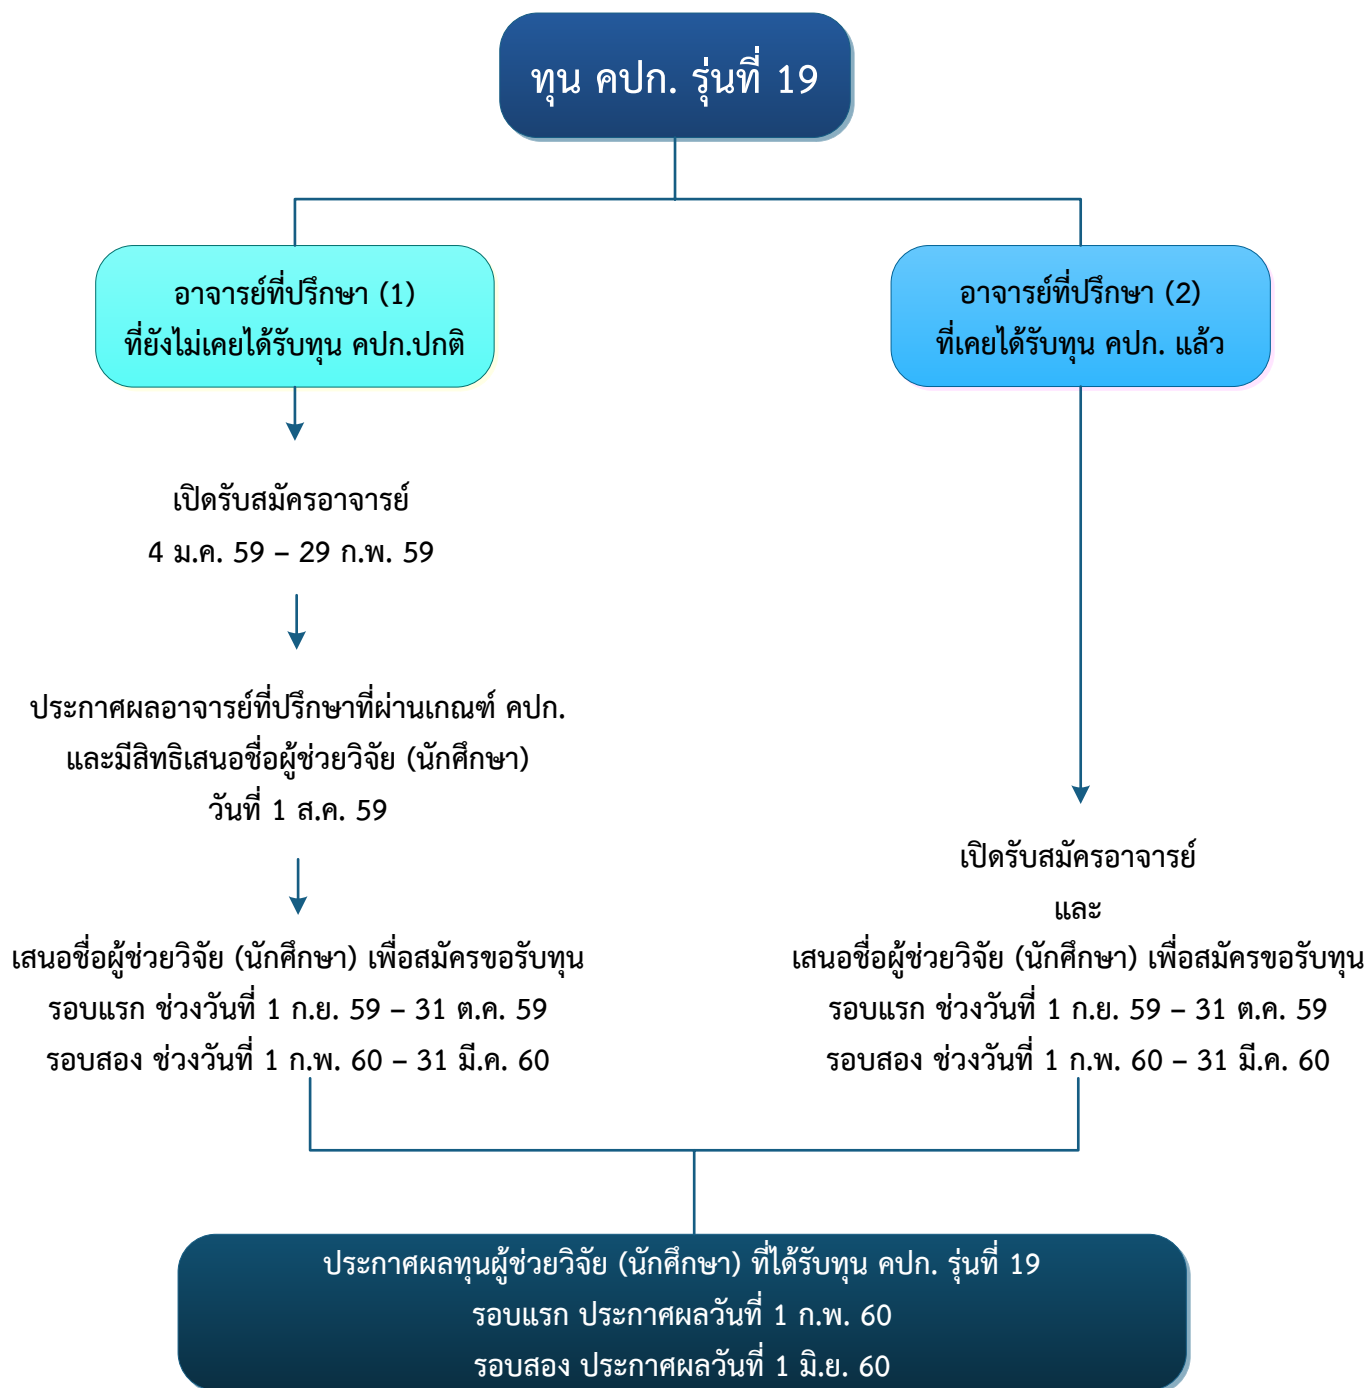 ทุน คปก. รุ่นที่ 19
อาจารย์ที่ปรึกษา (1)
ที่ยังไม่เคยได้รับทุน คปก.ปกติ
เปิดรับสมัครอาจารย์
4 ม.ค. 59 – 29 ก.พ. 59
ประกาศผลอาจารย์ที่ปรึกษาที่ผ่านเกณฑ์ คปก.
และมีสิทธิเสนอชื่อผู้ช่วยวิจัย (นักศึกษา)
วันที่ 1 ส.ค. 59
เสนอชื่อผู้ช่วยวิจัย (นักศึกษา) เพื่อสมัครขอรับทุน
รอบแรก ช่วงวันที่ 1 ก.ย. 59 – 31 ต.ค. 59
รอบสอง ช่วงวันที่ 1 ก.พ. 60 – 31 มี.ค. 60
อาจารย์ที่ปรึกษา (2)
ที่เคยได้รับทุน คปก. แล้ว
เปิดรับสมัครอาจารย์
และ
เสนอชื่อผู้ช่วยวิจัย (นักศึกษา) เพื่อสมัครขอรับทุน
รอบแรก ช่วงวันที่ 1 ก.ย. 59 – 31 ต.ค. 59
รอบสอง ช่วงวันที่ 1 ก.พ. 60 – 31 มี.ค. 60
ประกาศผลทุนผู้ช่วยวิจัย (นักศึกษา) ที่ได้รับทุน คปก. รุ่นที่ 19
รอบแรก ประกาศผลวันที่ 1 ก.พ. 60
รอบสอง ประกาศผลวันที่ 1 มิ.ย. 60